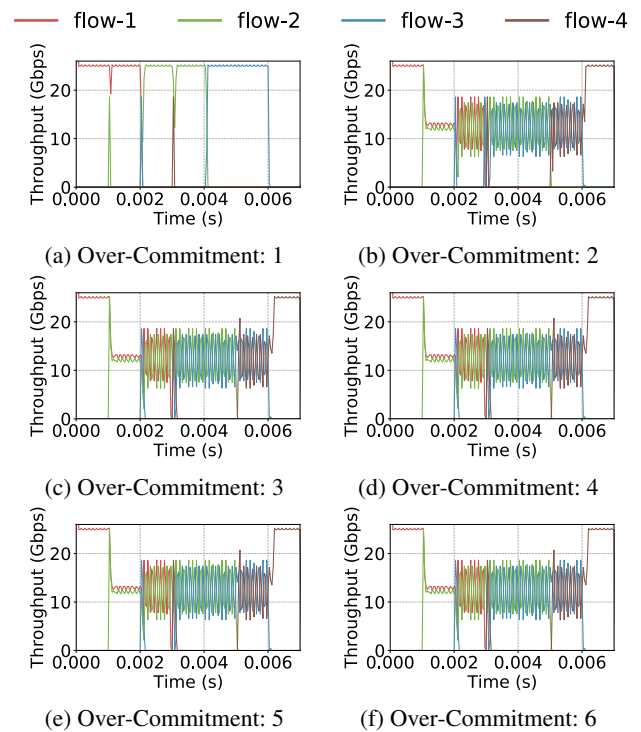 flow-1 flow-2 flow-3 flow-4
Throughput (Gbps)
20
10
0
0.000 0.002 0.004 0.006
Time (s)
(a) Over-Commitment: 1
Throughput (Gbps)
20
10
0
0.000 0.002 0.004 0.006
Time (s)
(b) Over-Commitment: 2
Throughput (Gbps)
20
10
0
0.000 0.002 0.004 0.006
Time (s)
(c) Over-Commitment: 3
Throughput (Gbps)
20
10
0
0.000 0.002 0.004 0.006
Time (s)
(d) Over-Commitment: 4
Throughput (Gbps)
20
10
0
0.000 0.002 0.004 0.006
Time (s)
(e) Over-Commitment: 5
Throughput (Gbps)
20
10
0
0.000 0.002 0.004 0.006
Time (s)
(f) Over-Commitment: 6